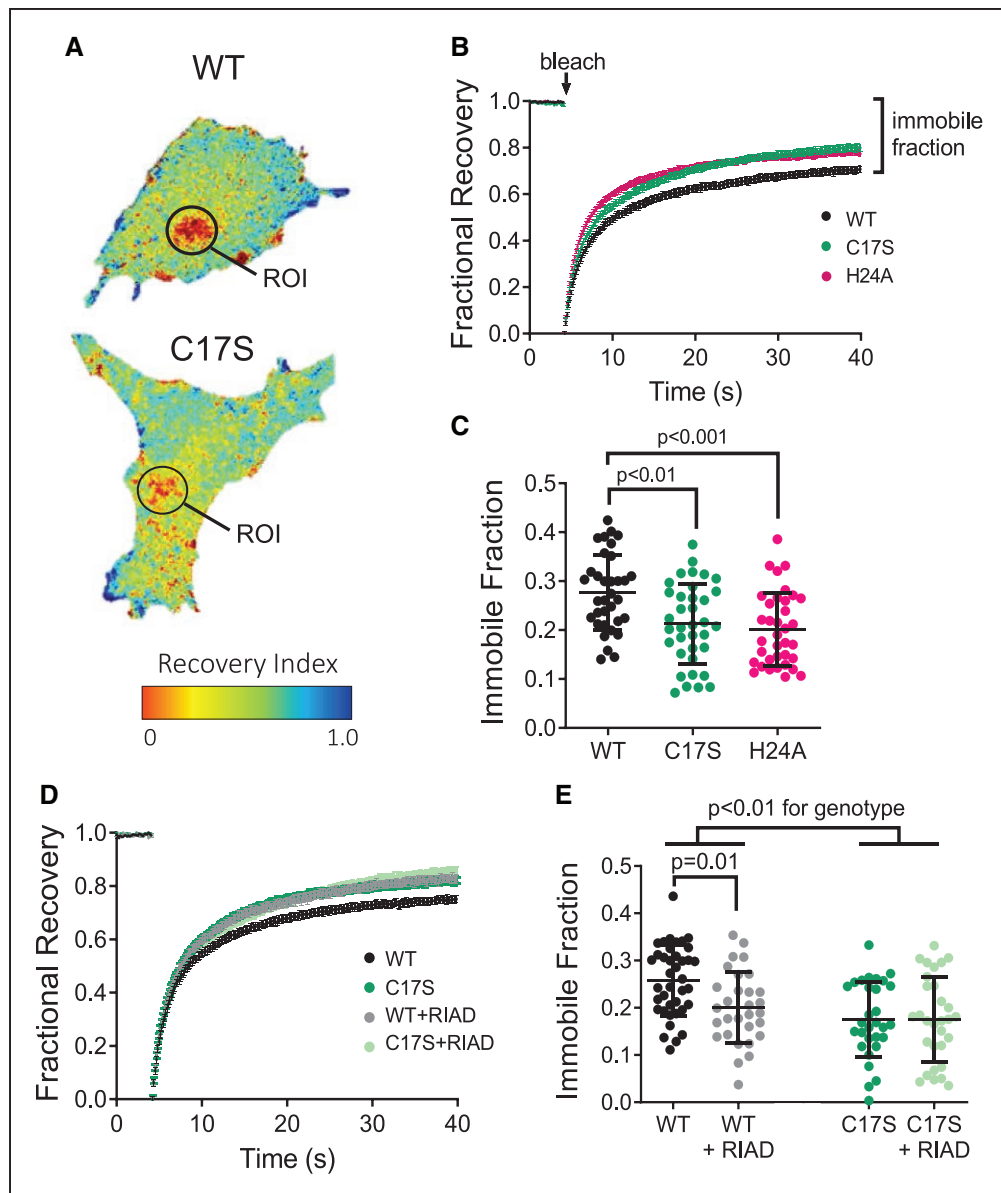 A
WT
ROI
C17S
ROI
Recovery Index
0
1.0
B
bleach
Fractional Recovery
1.0
0.8
0.6
0.4
0.2
0.0
0
10
20
30
40
Time (s)
immobile
fraction
WT
C17S
H24A
C
p<0.001
p<0.01
Immobile Fraction
0.5
0.4
0.3
0.2
0.1
0.0
WT
C17S
H24A
D
Fractional Recovery
1.0
0.8
0.6
0.4
0.2
0.0
0
10
20
30
40
Time (s)
WT
C17S
WT+RIAD
C17S+RIAD
E
p<0.01 for genotype
p=0.01
Immobile Fraction
0.5
0.4
0.3
0.2
0.1
0.0
WT
WT
+ RIAD
C17S
C17S
+ RIAD